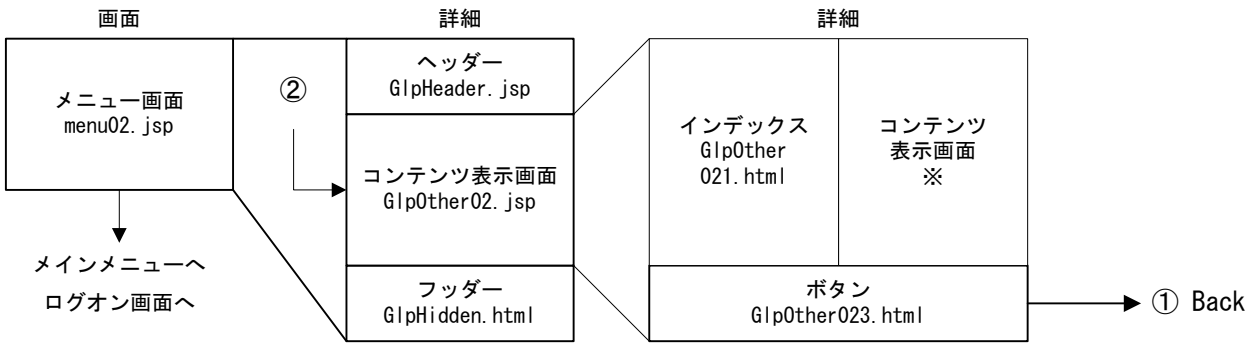 画面
詳細
詳細
メニュー画面
menu02.jsp
メインメニューへ
ログオン画面へ
②
ヘッダー
GlpHeader.jsp
コンテンツ表示画面
GlpOther02.jsp
フッダー
GlpHidden.html
インデックス
GlpOther
021.html
コンテンツ
表示画面
※
ボタン
GlpOther023.html
① Back